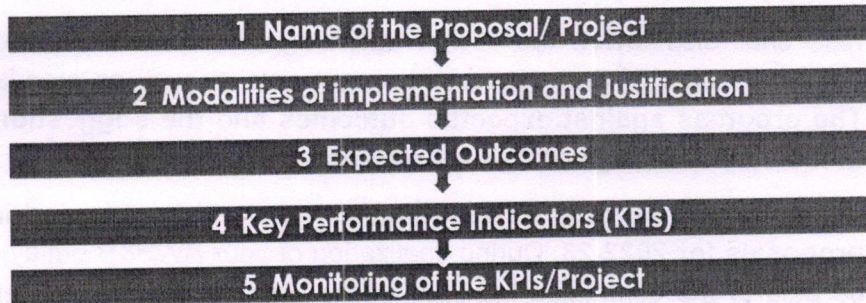 1 Name of the Proposal/ Project
2 Modalities of implementation and Justification
3 Expected Outcomes
4 Key Performance Indicators (KPIs)
5 Monitoring of the KPIs/Project